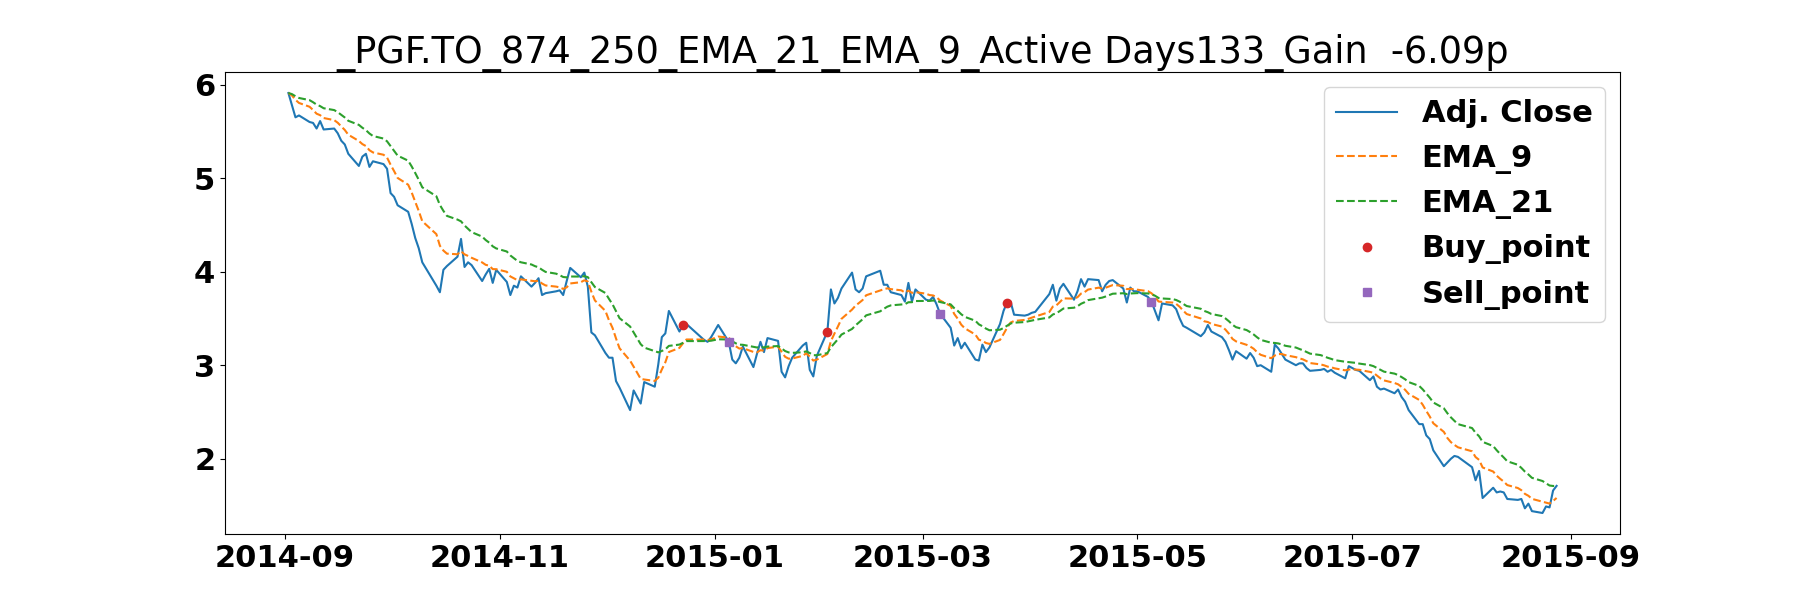 _PGF.TO_874_250_EMA_21_EMA_9_Active Days133_Gain  -6.09p
6
5
4
3
2
2014-09 2014-11 2015-01 2015-03 2015-05 2015-07 2015-09
Adj. Close
EMA_9
EMA_21
Buy_point
Sell_point